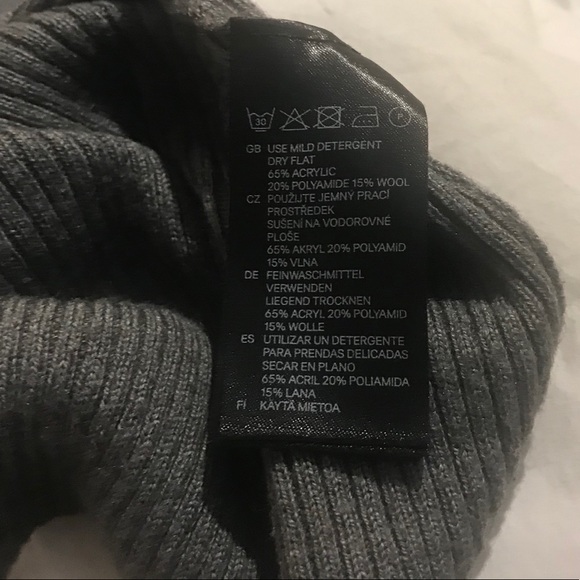 30 P
GB USE MILD DETERGENT
DRY FLAT
65% ACRYLIC
20% POLYAMIDE 15% WOOL
CZ POUŽIJTE JEMNÝ PRACÍ
PROSTŘEDEK
SUŠENÍ NA VODOROVNÉ
PLOŠE
65% AKRYL 20% POLYAMID
15% VLNA
DE FEINWASCHMITTEL
VERWENDEN
LIEGEND TROCKNEN
65% ACRYL 20% POLYAMID
15% WOLLE
ES UTILIZAR UN DETERGENTE
PARA PRENDAS DELICADAS
SECAR EN PLANO
65% ACRIL 20% POLIAMIDA
15% LANA
FI KÄYTÄ MIETOA